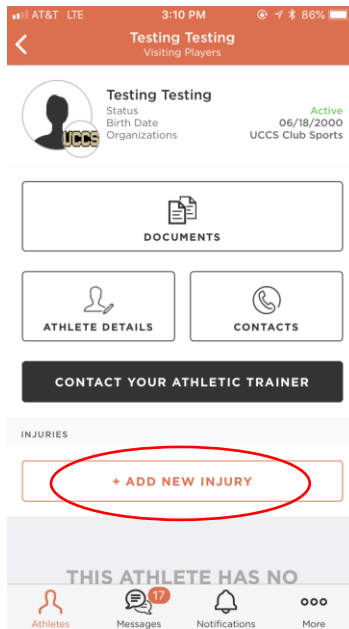 AT&T LTE 3:10 PM 86%
Testing Testing
Visiting Players
Testing Testing
Status Active
Birth Date 06/18/2000
Organizations UCCS Club Sports
UCCS
DOCUMENTS
ATHLETE DETAILS CONTACTS
CONTACT YOUR ATHLETIC TRAINER
INJURIES
+ ADD NEW INJURY
THIS ATHLETE HAS NO
17
Athletes Messages Notifications More